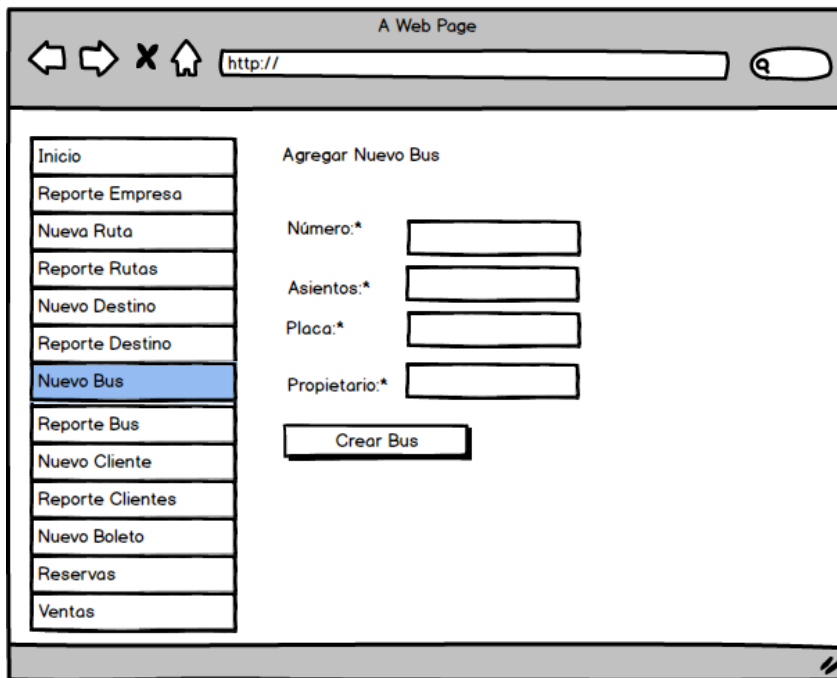 A Web Page
http://
Inicio
Reporte Empresa
Nueva Ruta
Reporte Rutas
Nuevo Destino
Reporte Destino
Nuevo Bus
Reporte Bus
Nuevo Cliente
Reporte Clientes
Nuevo Boleto
Reservas
Ventas
Agregar Nuevo Bus
Número:*
Asientos:*
Placa:*
Propietario:*
Crear Bus